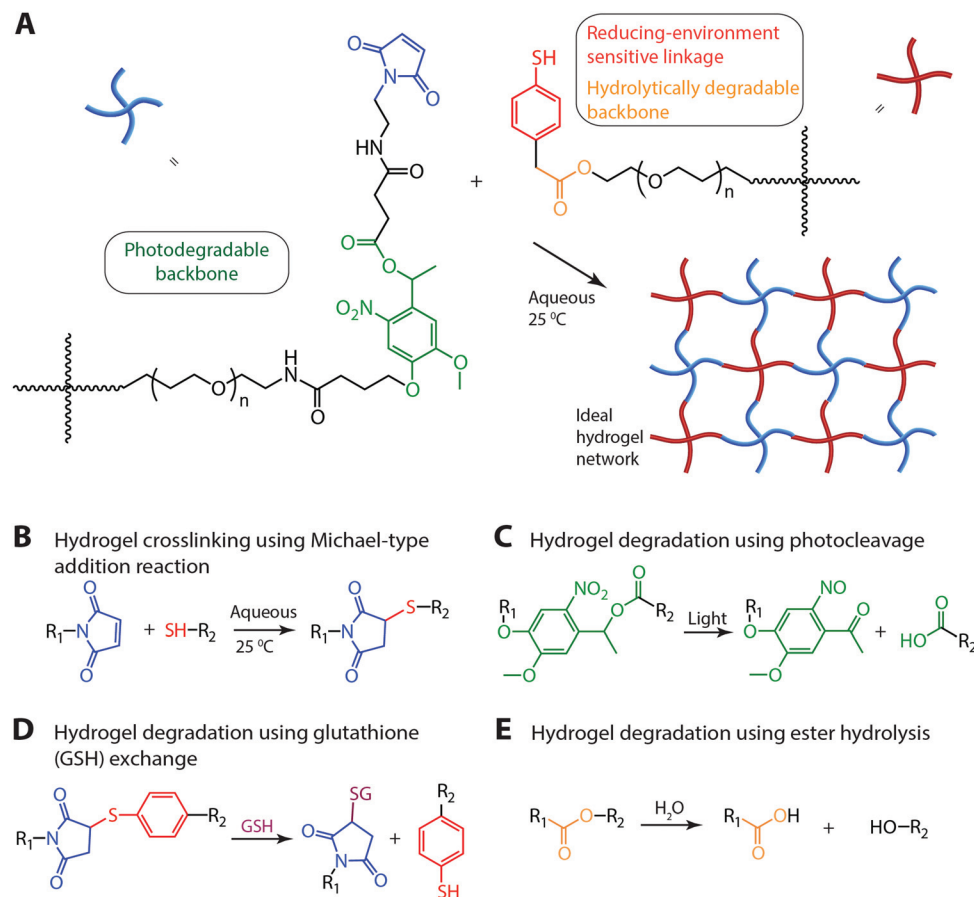 A
Reducing-environment
sensitive linkage
Hydrolytically degradable
backbone
SH
O
N
O
HN
O
+
O
O
n
O
=
=
Photodegradable
backbone
O
O
O₂N
O
O
O
n
H
N
O
Aqueous
25 ⁰C
Ideal
hydrogel
network
B Hydrogel crosslinking using Michael-type
addition reaction
O
R₁
N
O
+ SH–R₂
Aqueous
25 ⁰C
O
R₁
N
O
S–R₂
C Hydrogel degradation using photocleavage
R₁
O
O
NO₂
O
O
R₂
Light
R₁
O
O
NO
O
+
O
HO
R₂
D Hydrogel degradation using glutathione
(GSH) exchange
O
R₁
N
O
S
R₂
GSH
SG
O
N
R₁
O
+
R₂
SH
E Hydrogel degradation using ester hydrolysis
R₁
O–R₂
O
H₂O
R₁
OH
O
+
HO–R₂